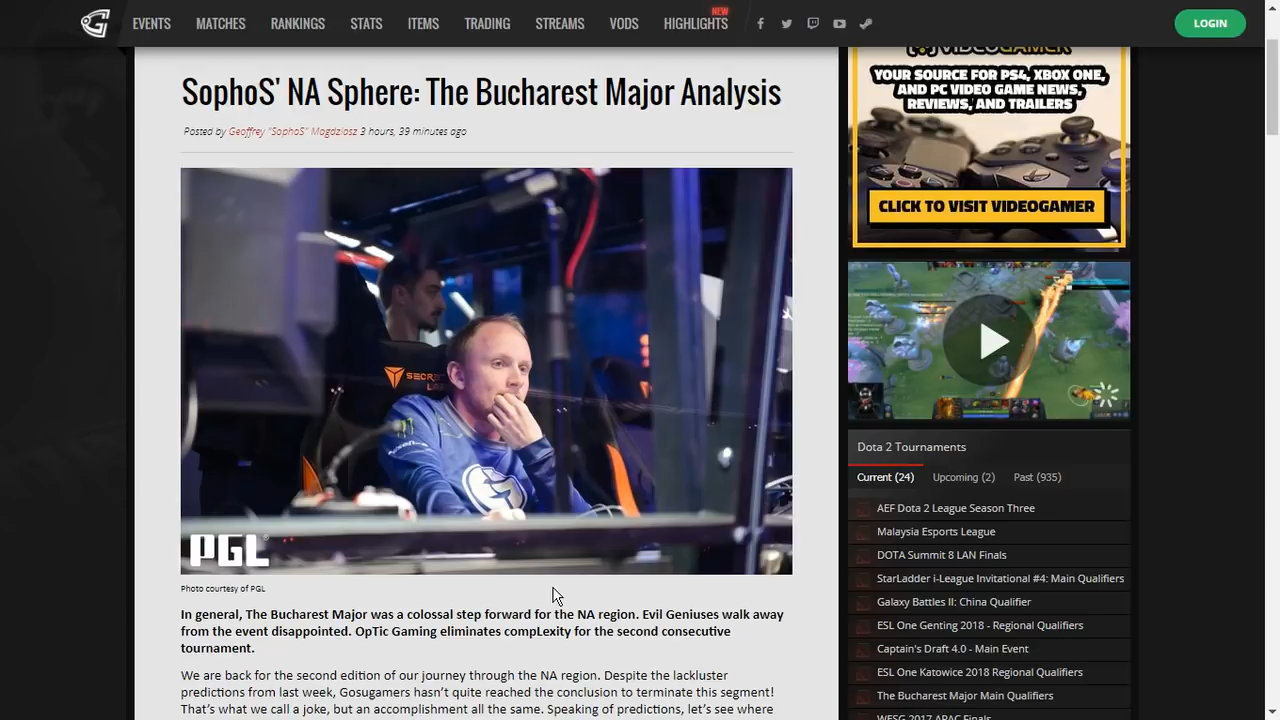 EVENTS MATCHES RANKINGS STATS ITEMS TRADING STREAMS VODS HIGHLIGHTS NEW LOGIN
SophoS' NA Sphere: The Bucharest Major Analysis
Posted by Geoffrey "SophoS" Magdziasz 3 hours, 39 minutes ago
SECRET
PGL
Photo courtesy of PGL
In general, The Bucharest Major was a colossal step forward for the NA region. Evil Geniuses walk away
from the event disappointed. OpTic Gaming eliminates compLexity for the second consecutive
tournament.
We are back for the second edition of our journey through the NA region. Despite the lackluster
predictions from last week, Gosugamers hasn't quite reached the conclusion to terminate this segment!
That's what we call a joke, but an accomplishment all the same. Speaking of predictions, let's see where
VIDEOGAMER
YOUR SOURCE FOR PS4, XBOX ONE,
AND PC VIDEO GAME NEWS,
REVIEWS, AND TRAILERS
CLICK TO VISIT VIDEOGAMER
Dota 2 Tournaments
Current (24) Upcoming (2) Past (935)
AEF Dota 2 League Season Three
Malaysia Esports League
DOTA Summit 8 LAN Finals
StarLadder i-League Invitational #4: Main Qualifiers
Galaxy Battles II: China Qualifier
ESL One Genting 2018 - Regional Qualifiers
Captain's Draft 4.0 - Main Event
ESL One Katowice 2018 Regional Qualifiers
The Bucharest Major Main Qualifiers
WESG 2017 APAC Finals